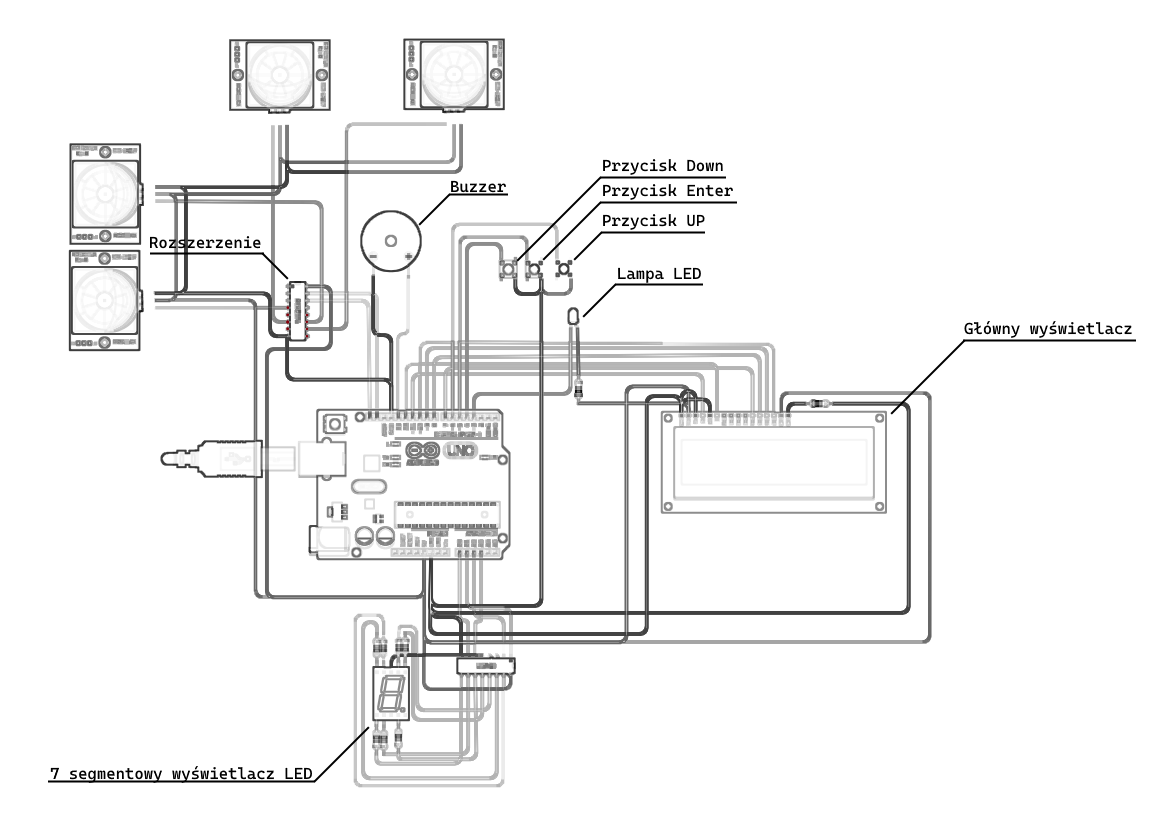 Przycisk Down
Buzzer
Przycisk Enter
Przycisk UP
Rozszerzenie
Lampa LED
Główny wyświetlacz
UNO
7 segmentowy wyświetlacz LED